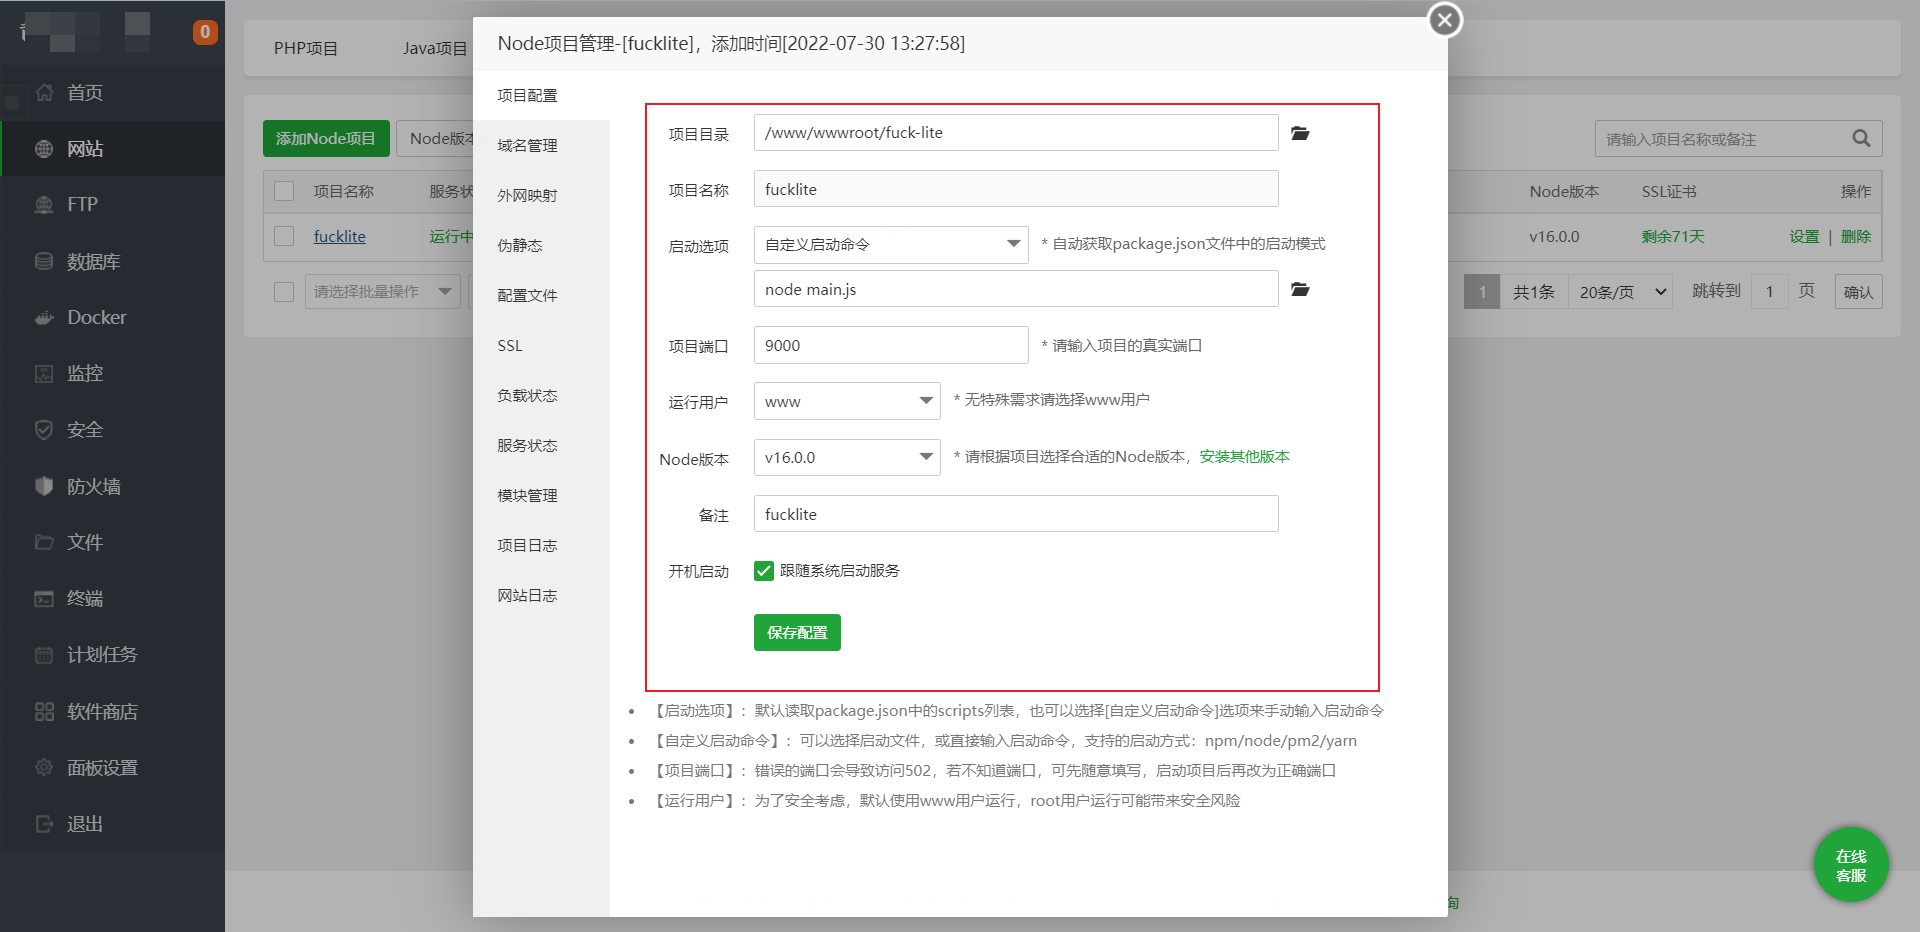 0
首页
网站
FTP
数据库
Docker
监控
安全
防火墙
文件
终端
计划任务
软件商店
面板设置
退出
PHP项目
Java项目
添加Node项目
Node版本
项目名称
服务状
fucklite
运行中
请选择批量操作
请输入项目名称或备注
Node版本
SSL证书
操作
v16.0.0
剩余71天
设置 | 删除
1
共1条
20条/页
跳转到
1
页
确认
Node项目管理-[fucklite]，添加时间[2022-07-30 13:27:58]
项目配置
域名管理
外网映射
伪静态
配置文件
SSL
负载状态
服务状态
模块管理
项目日志
网站日志
项目目录
/www/wwwroot/fuck-lite
项目名称
fucklite
启动选项
自定义启动命令
* 自动获取package.json文件中的启动模式
node main.js
项目端口
9000
* 请输入项目的真实端口
运行用户
www
* 无特殊需求请选择www用户
Node版本
v16.0.0
* 请根据项目选择合适的Node版本，安装其他版本
备注
fucklite
开机启动
跟随系统启动服务
保存配置
• 【启动选项】：默认读取package.json中的scripts列表，也可以选择[自定义启动命令]选项来手动输入启动命令
• 【自定义启动命令】：可以选择启动文件，或直接输入启动命令，支持的启动方式：npm/node/pm2/yarn
• 【项目端口】：错误的端口会导致访问502，若不知道端口，可先随意填写，启动项目后再改为正确端口
• 【运行用户】：为了安全考虑，默认使用www用户运行，root用户运行可能带来安全风险
在线
客服